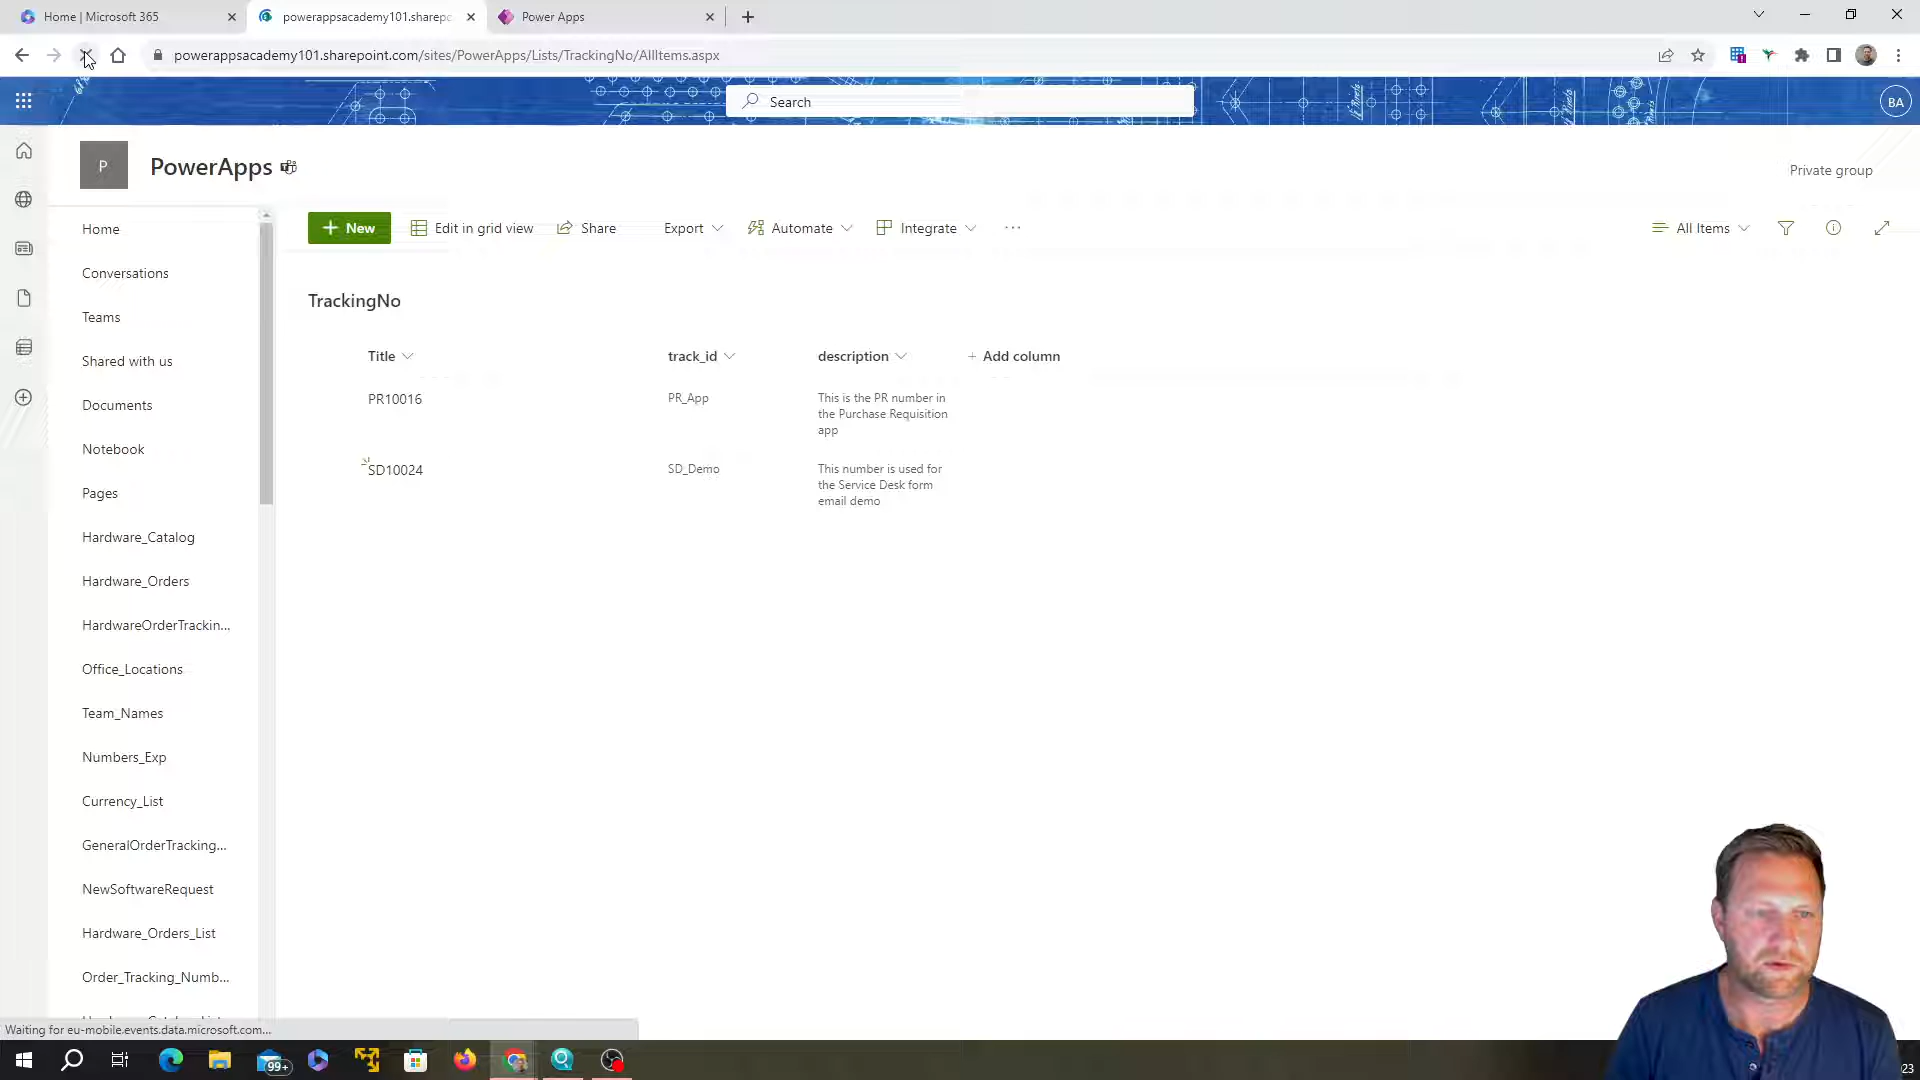 Home | Microsoft 365
powerappsacademy101.sharepo
Power Apps
powerappsacademy101.sharepoint.com/sites/PowerApps/Lists/TrackingNo/AllItems.aspx
Search
BA
P
PowerApps
Private group
Home
Conversations
Teams
Shared with us
Documents
Notebook
Pages
Hardware_Catalog
Hardware_Orders
HardwareOrderTrackin...
Office_Locations
Team_Names
Numbers_Exp
Currency_List
GeneralOrderTracking...
NewSoftwareRequest
Hardware_Orders_List
Order_Tracking_Numb...
+ New
Edit in grid view
Share
Export
Automate
Integrate
...
All Items
TrackingNo
Title
track_id
description
+ Add column
PR10016
PR_App
This is the PR number in
the Purchase Requisition
app
SD10024
SD_Demo
This number is used for
the Service Desk form
email demo
Waiting for eu-mobile.events.data.microsoft.com...
99+
23